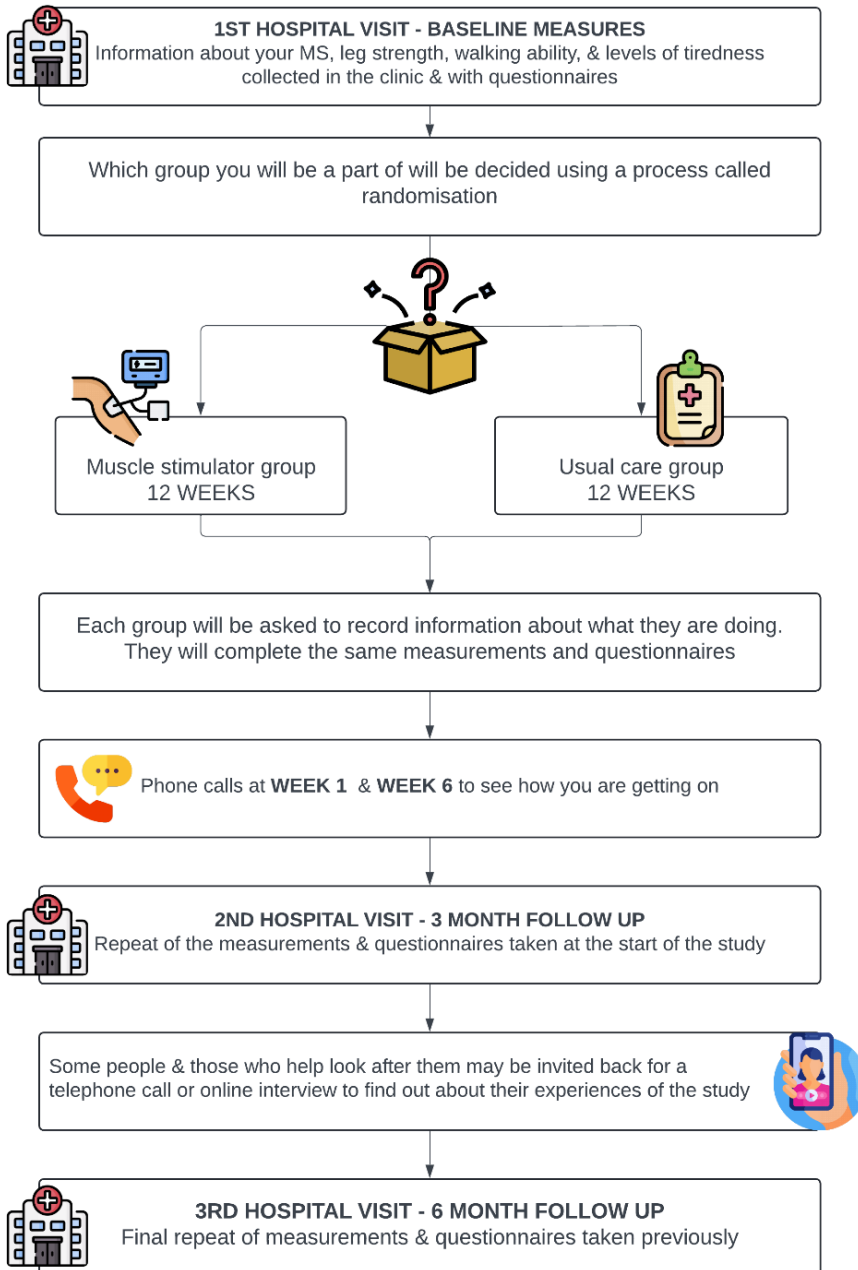 1ST HOSPITAL VISIT - BASELINE MEASURES
Information about your MS, leg strength, walking ability, & levels of tiredness
collected in the clinic & with questionnaires
Which group you will be a part of will be decided using a process called
randomisation
?
Muscle stimulator group
12 WEEKS
Usual care group
12 WEEKS
Each group will be asked to record information about what they are doing.
They will complete the same measurements and questionnaires
Phone calls at WEEK 1 & WEEK 6 to see how you are getting on
2ND HOSPITAL VISIT - 3 MONTH FOLLOW UP
Repeat of the measurements & questionnaires taken at the start of the study
Some people & those who help look after them may be invited back for a
telephone call or online interview to find out about their experiences of the study
3RD HOSPITAL VISIT - 6 MONTH FOLLOW UP
Final repeat of measurements & questionnaires taken previously